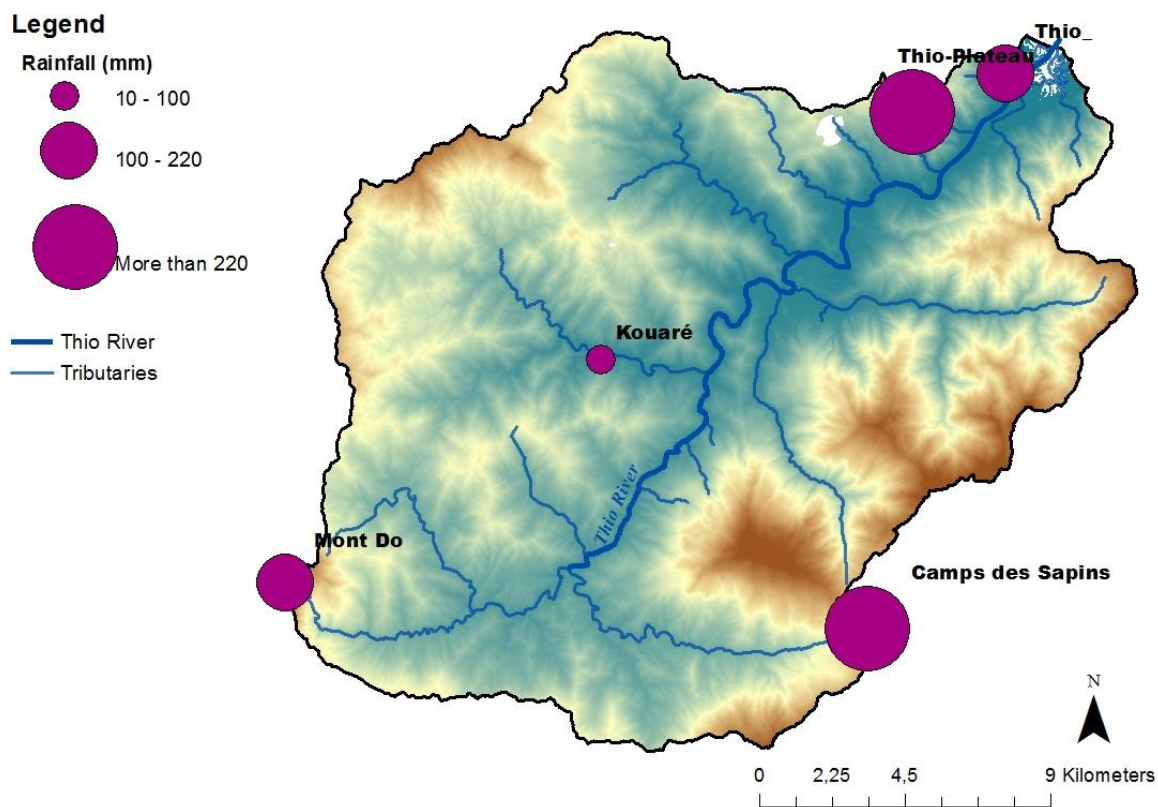 Legend
Rainfall (mm)
10 - 100
100 - 220
More than 220
Thio River
Tributaries
Thio_
Thio-Plateau
Kouaré
Thio River
Mont Do
Camps des Sapins
N
0 2,25 4,5 9 Kilometers